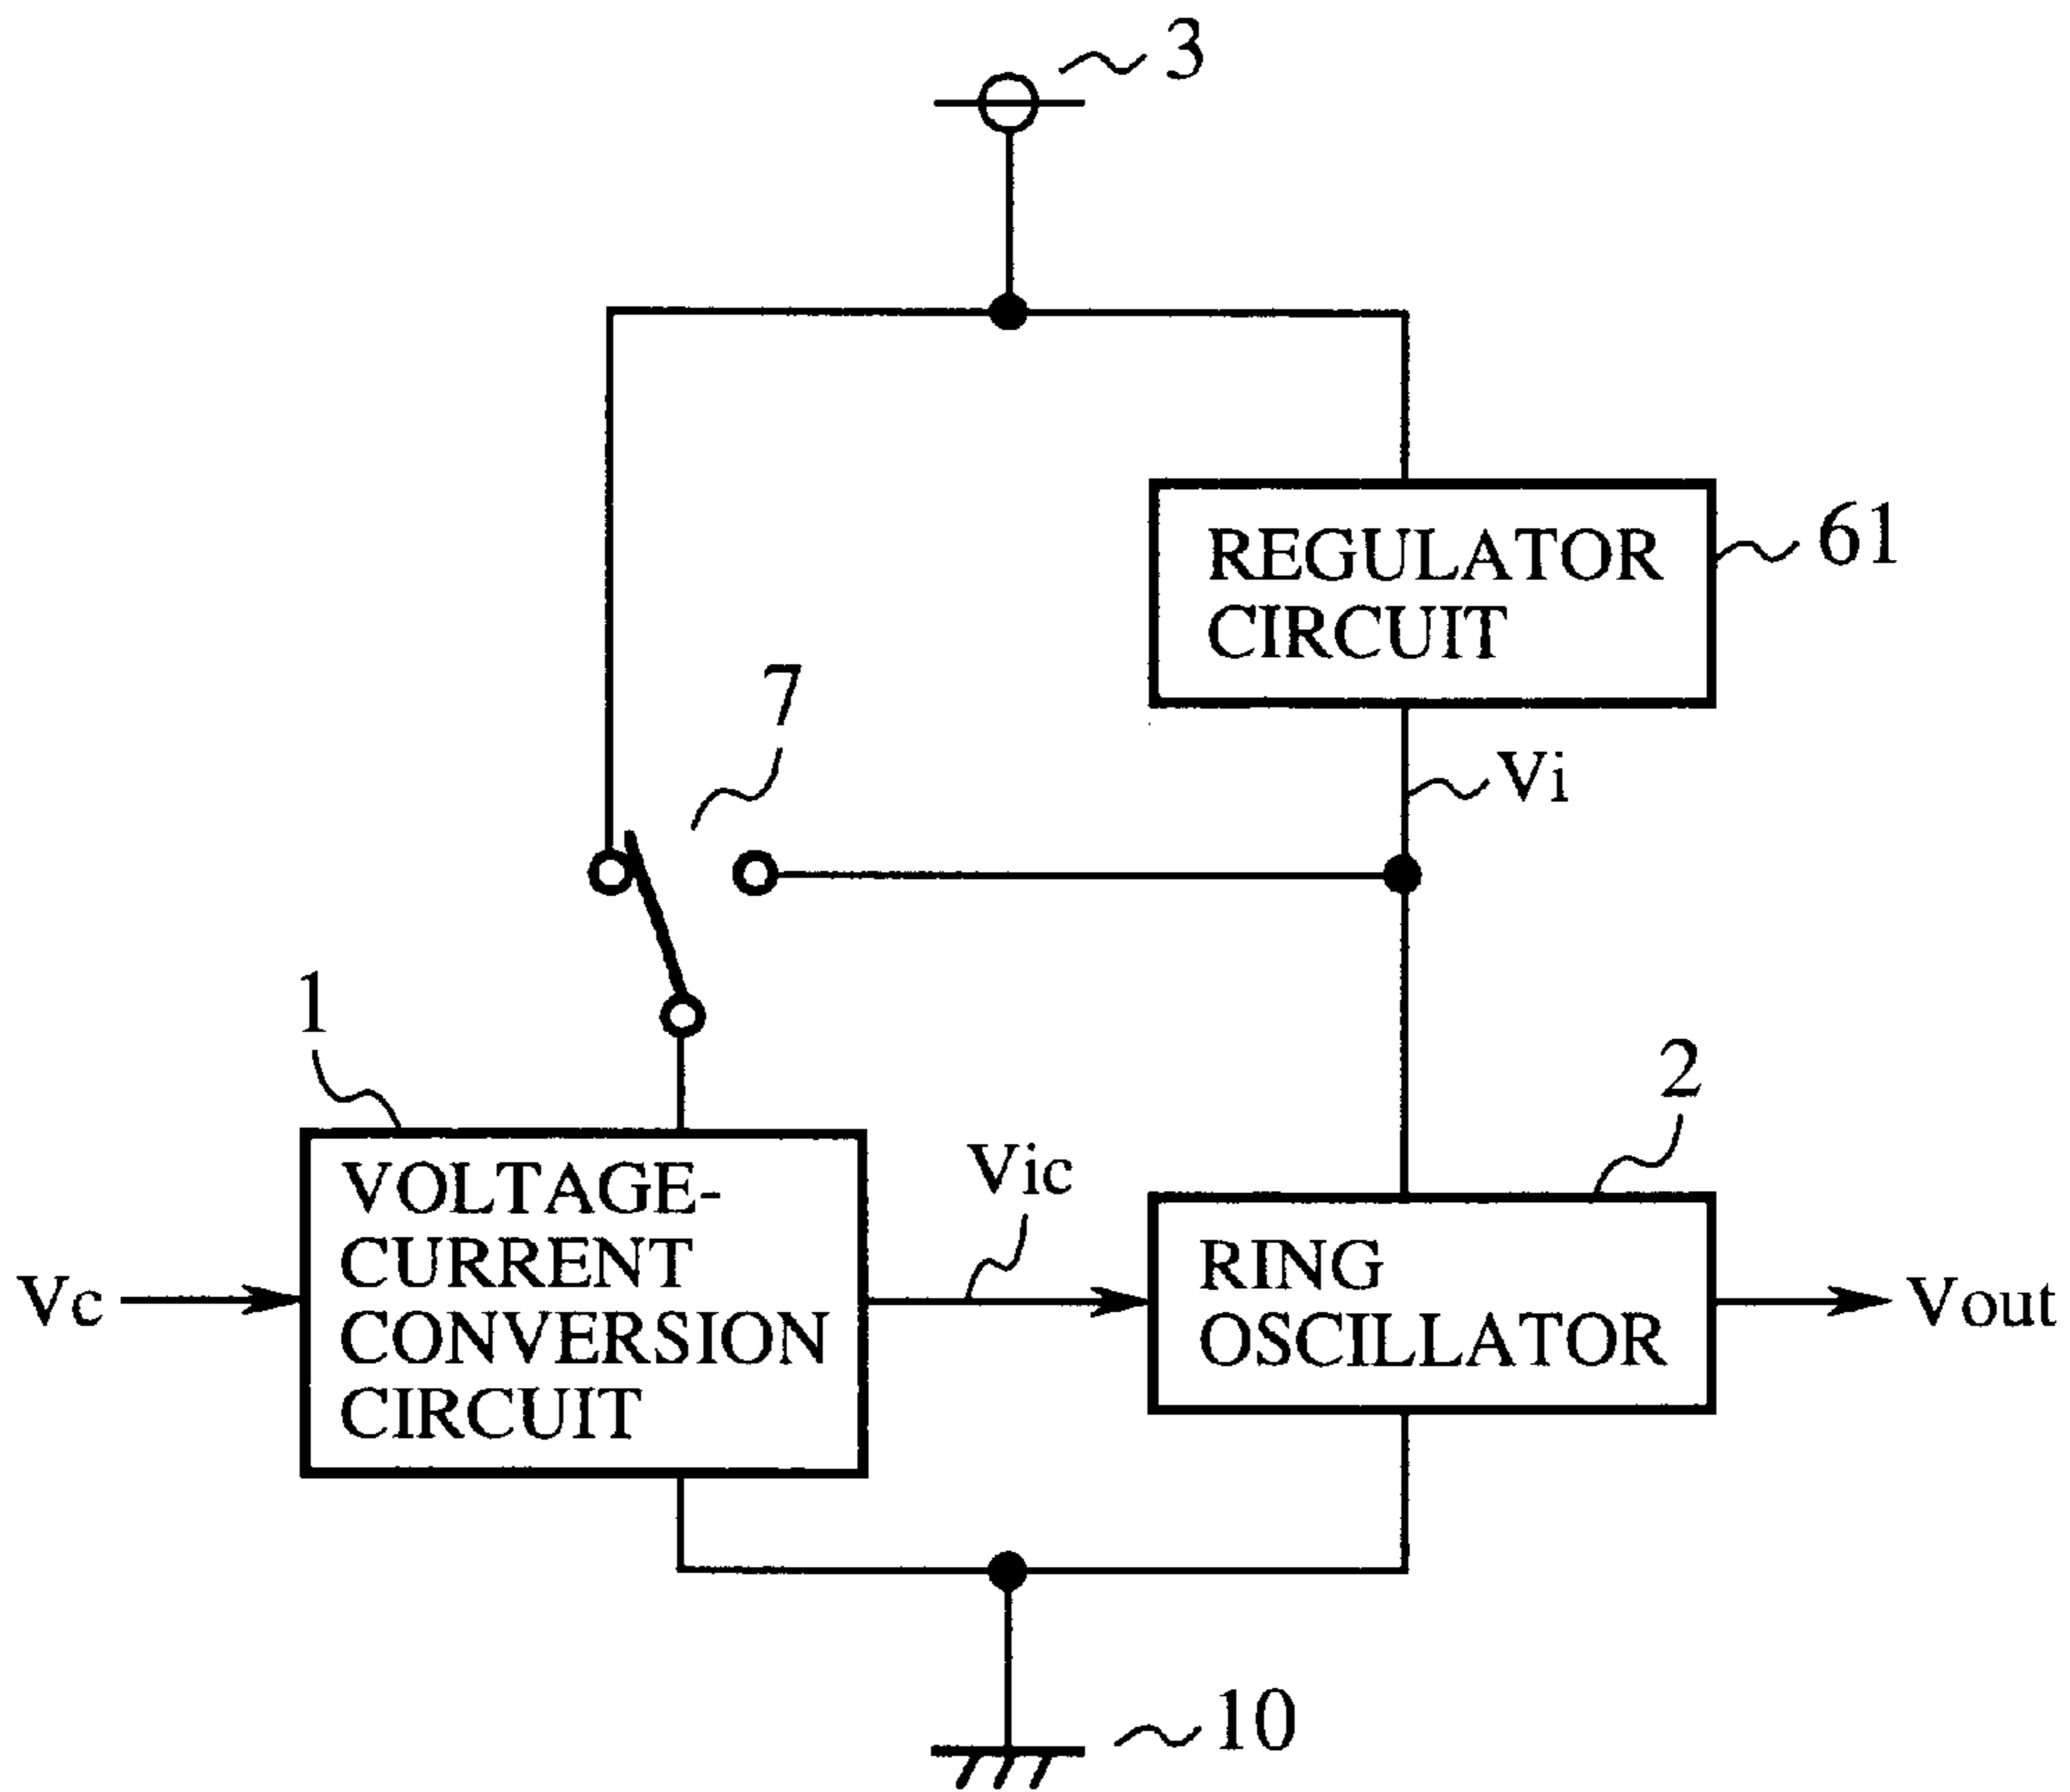 3
REGULATOR
CIRCUIT
61
7
Vi
1
2
VOLTAGE-
CURRENT
CONVERSION
CIRCUIT
Vic
RING
OSCILLATOR
Vc
Vout
10